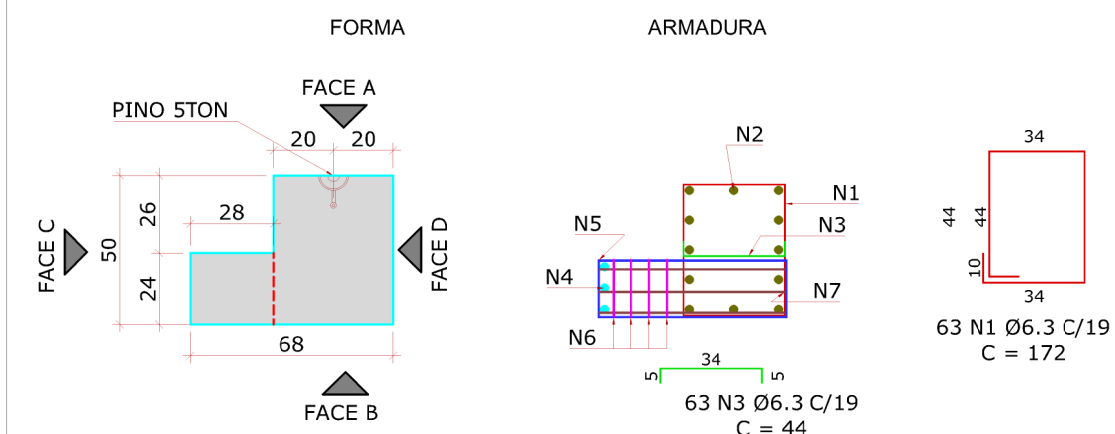 FORMA
ARMADURA
FACE A
PINO 5TON
20
20
28
26
50
24
68
FACE C
FACE D
FACE B
N2
N1
N3
N5
N4
N7
N6
34
5
5
63 N3 Ø6.3 C/19
C = 44
34
44
44
10
34
63 N1 Ø6.3 C/19
C = 172